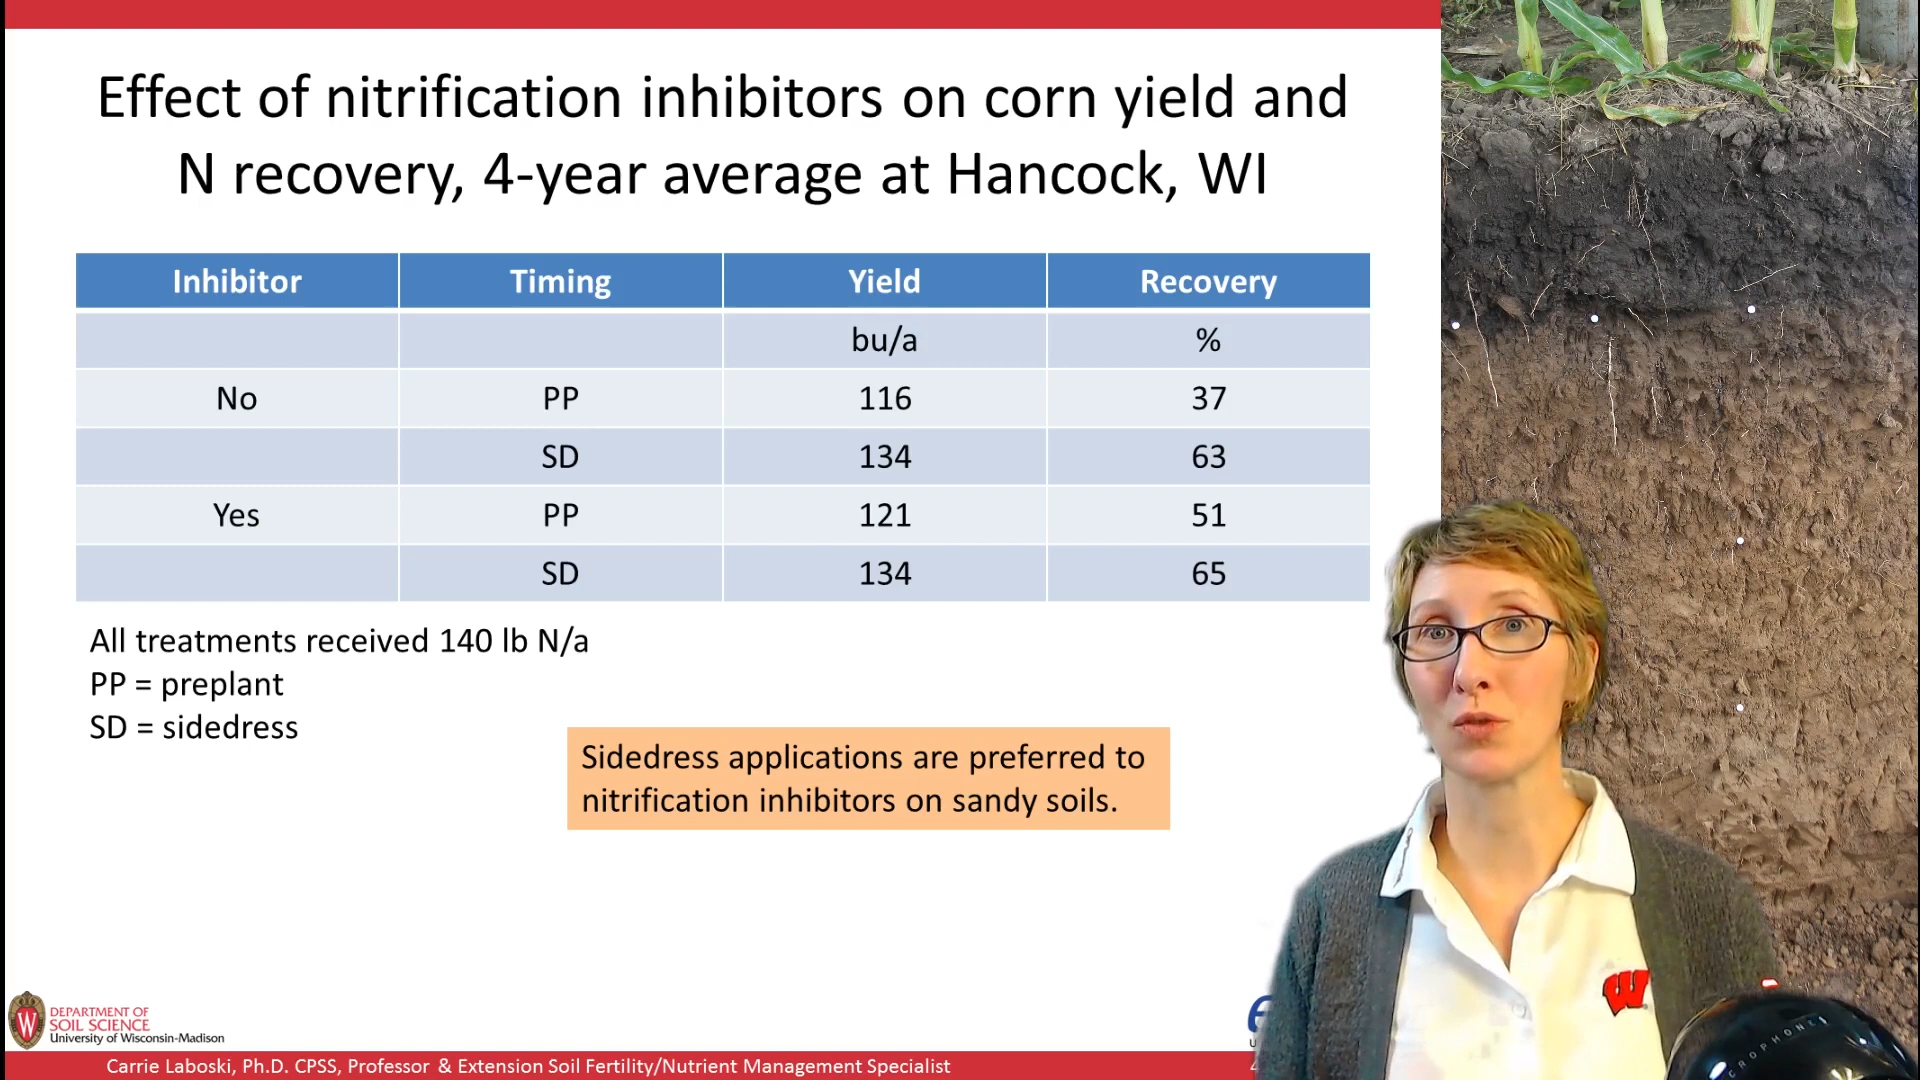 Effect of nitrification inhibitors on corn yield and
N recovery, 4-year average at Hancock, WI
Inhibitor Timing Yield Recovery
bu/a %
No PP 116 37
SD 134 63
Yes PP 121 51
SD 134 65
All treatments received 140 lb N/a
PP = preplant
SD = sidedress
Sidedress applications are preferred to
nitrification inhibitors on sandy soils.
W
W
DEPARTMENT OF
SOIL SCIENCE
University of Wisconsin-Madison
Carrie Laboski, Ph.D. CPSS, Professor & Extension Soil Fertility/Nutrient Management Specialist